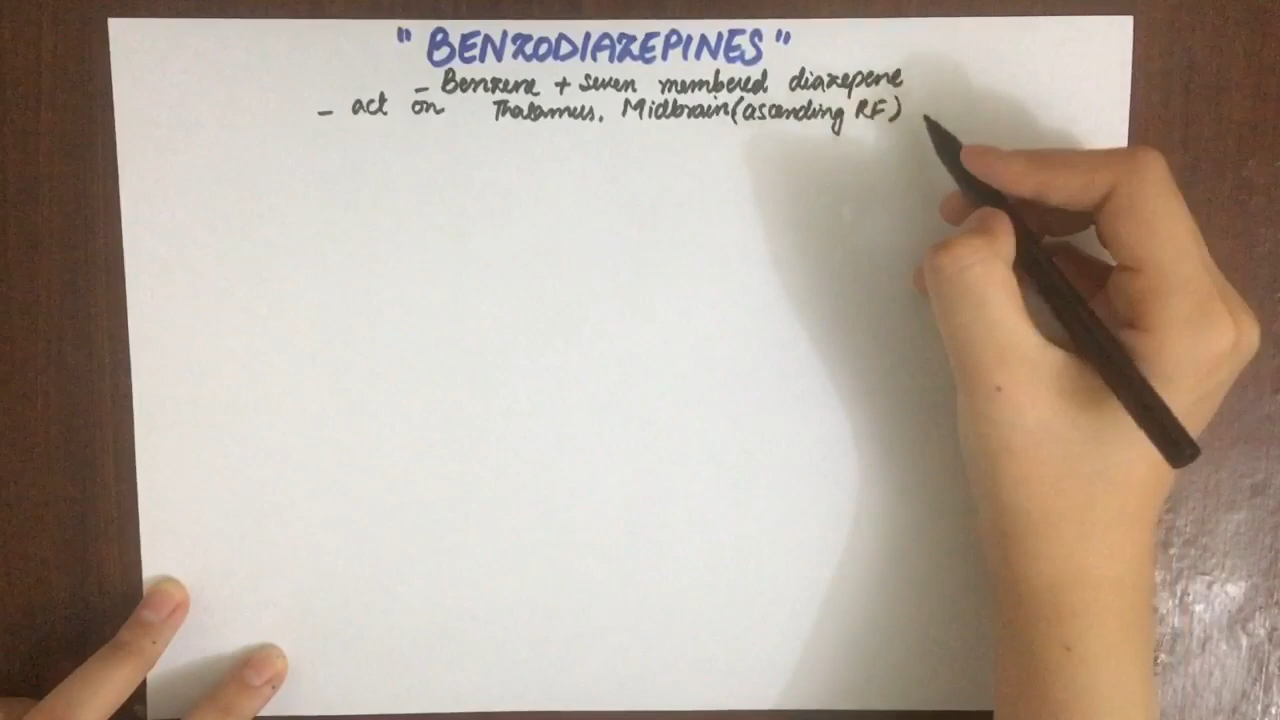 "BENZODIAZEPINES"
- Benzene + seven membered diazepene
- act on Thalamus, Midbrain (ascending RF)